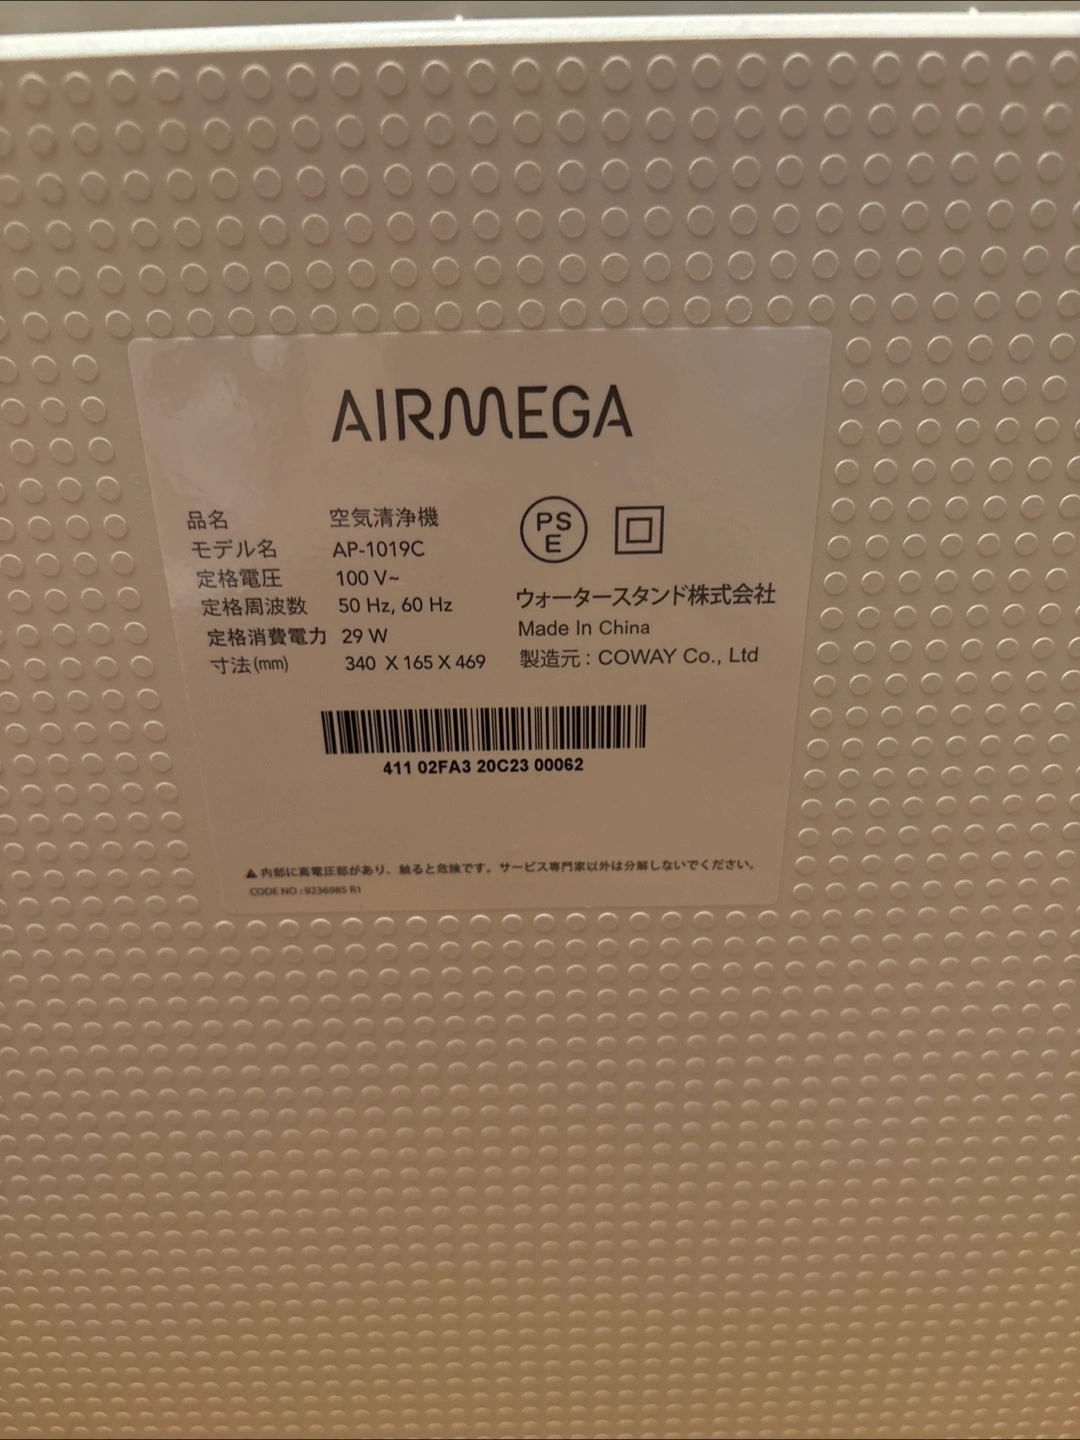 AIRMEGA
品名 空気清浄機
モデル名 AP-1019C
定格電圧 100 V~
定格周波数 50 Hz, 60 Hz
定格消費電力 29 W
寸法(mm) 340 X 165 X 469
PS
E
ウォータースタンド株式会社
Made In China
製造元 : COWAY Co., Ltd
411 02FA3 20C23 00062
⚠内部に高電圧部があり、触ると危険です。サービス専門家以外は分解しないでください。
CODE NO : 9236985 R1